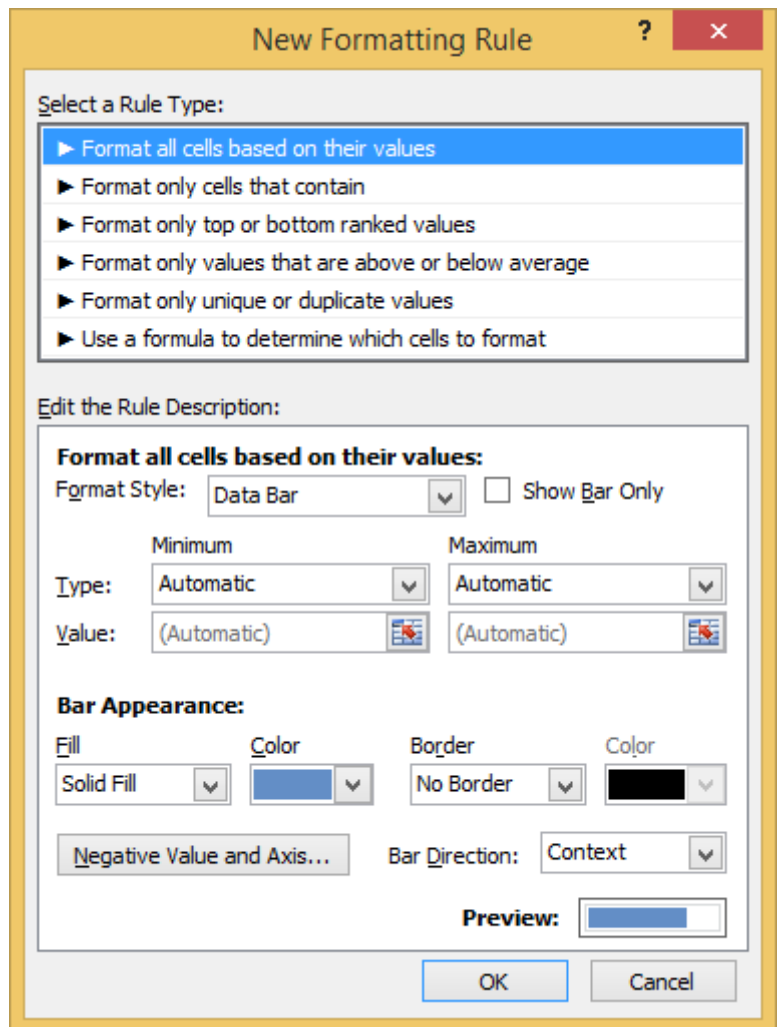 New Formatting Rule ?
Select a Rule Type:
► Format all cells based on their values
► Format only cells that contain
► Format only top or bottom ranked values
► Format only values that are above or below average
► Format only unique or duplicate values
► Use a formula to determine which cells to format
Edit the Rule Description:
Format all cells based on their values:
Format Style: Data Bar Show Bar Only
Minimum Maximum
Type: Automatic Automatic
Value: (Automatic) (Automatic)
Bar Appearance:
Fill Color Border Color
Solid Fill No Border
Negative Value and Axis... Bar Direction: Context
Preview:
OK Cancel